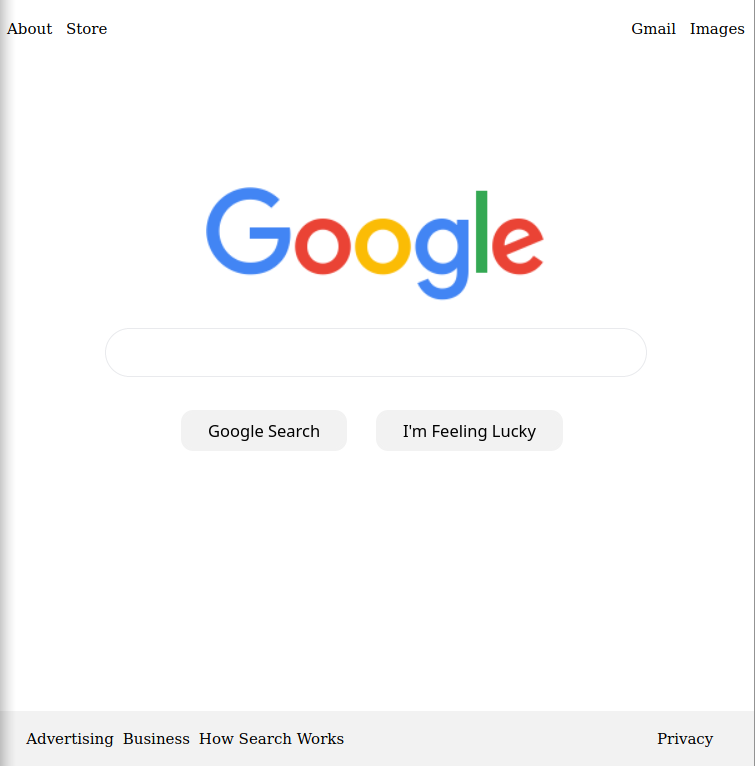 About Store Gmail Images
Google
Google Search I'm Feeling Lucky
Advertising Business How Search Works Privacy